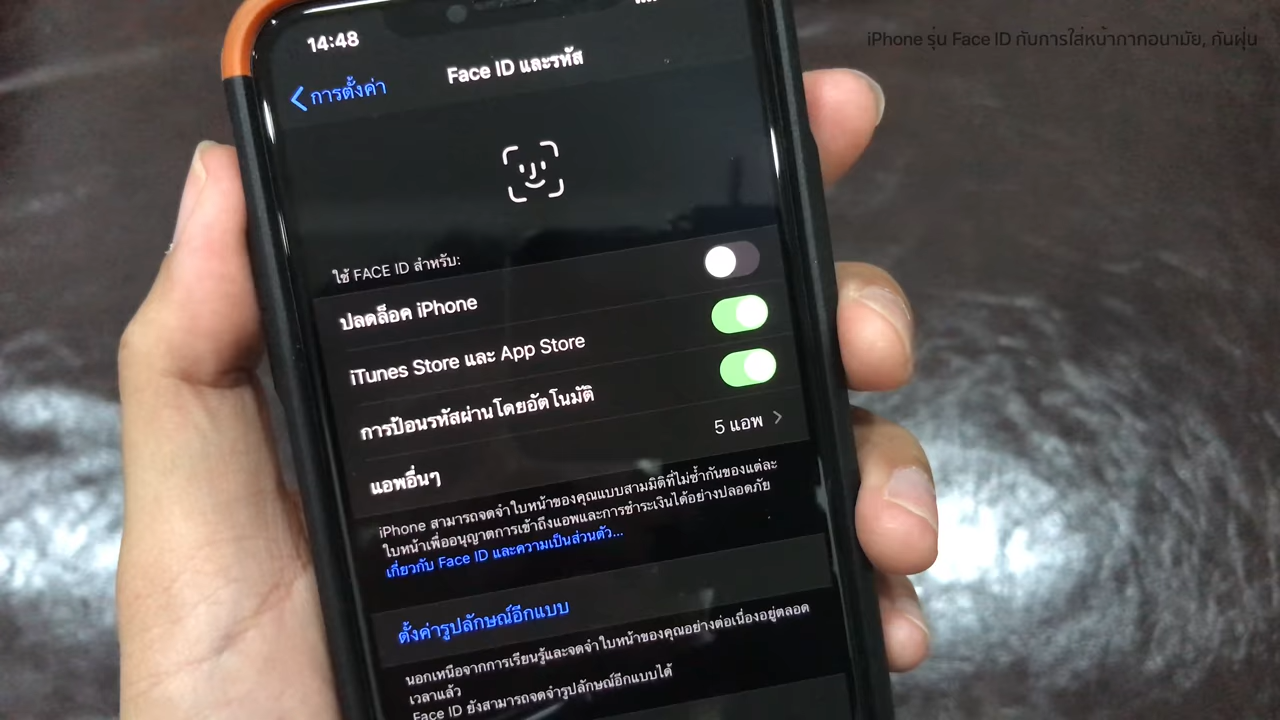 iPhone รุ่น Face ID กับการใส่หน้ากากอนามัย, กันฝุ่น
14:48
การตั้งค่า
Face ID และรหัส
ใช้ FACE ID สำหรับ:
ปลดล็อค iPhone
iTunes Store และ App Store
การป้อนรหัสผ่านโดยอัตโนมัติ
แอพอื่นๆ
5 แอพ
iPhone สามารถจดจำใบหน้าของคุณแบบสามมิติที่ไม่ซ้ำกันของแต่ละ
ใบหน้าเพื่ออนุญาตการเข้าถึงแอพและการชำระเงินได้อย่างปลอดภัย
เกี่ยวกับ Face ID และความเป็นส่วนตัว...
ตั้งค่ารูปลักษณ์อีกแบบ
นอกเหนือจากการเรียนรู้และจดจำใบหน้าของคุณอย่างต่อเนื่องอยู่ตลอด
เวลาแล้ว
Face ID ยังสามารถจดจำรูปลักษณ์อีกแบบได้